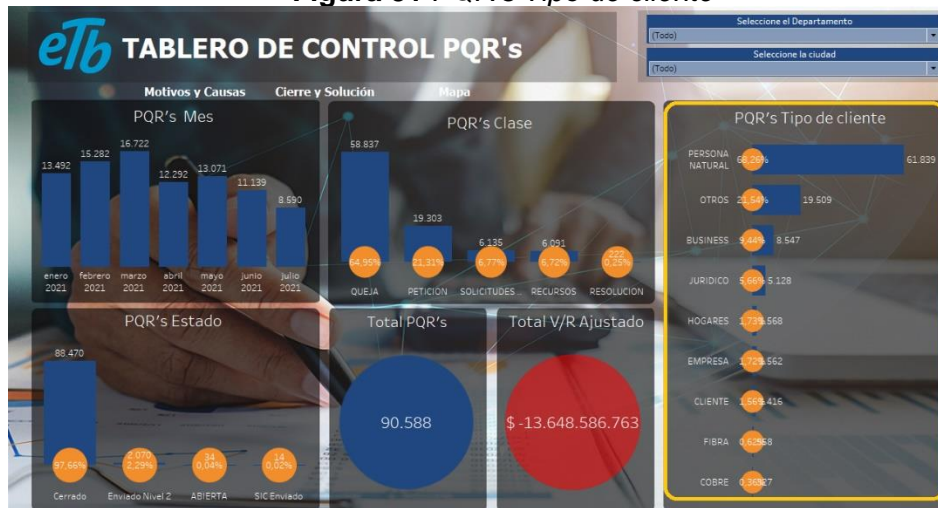 Figura 31 PQR's Tipo de cliente
eTb TABLERO DE CONTROL PQR's
Seleccione el Departamento
(Todo)
Seleccione la ciudad
(Todo)
Motivos y Causas Cierre y Solución Mapa
PQR's Mes
13.492 15.282 16.722 12.292 13.071 11.139 8.590
enero febrero marzo abril mayo junio julio
2021 2021 2021 2021 2021 2021 2021
PQR's Clase
58.837 19.303 6.135 6.091 222
64,95% 21,31% 6,77% 6,72% 0,25%
QUEJA PETICION SOLICITUDES ... RECURSOS RESOLUCION
PQR's Tipo de cliente
PERSONA
NATURAL 68,26% 61.839
OTROS 21,54% 19.509
BUSINESS 9,44% 8.547
JURIDICO 5,66% 5.128
HOGARES 1,73% .568
EMPRESA 1,72% .562
CLIENTE 1,56% .416
FIBRA 0,62%
COBRE 0,36%
PQR's Estado
88.470 2.070 34 14
97,66% 2,29% 0,04% 0,02%
Cerrado Enviado Nivel 2 ABIERTA SIC Enviado
Total PQR's
90.588
Total V/R Ajustado
$ -13.648.586.763